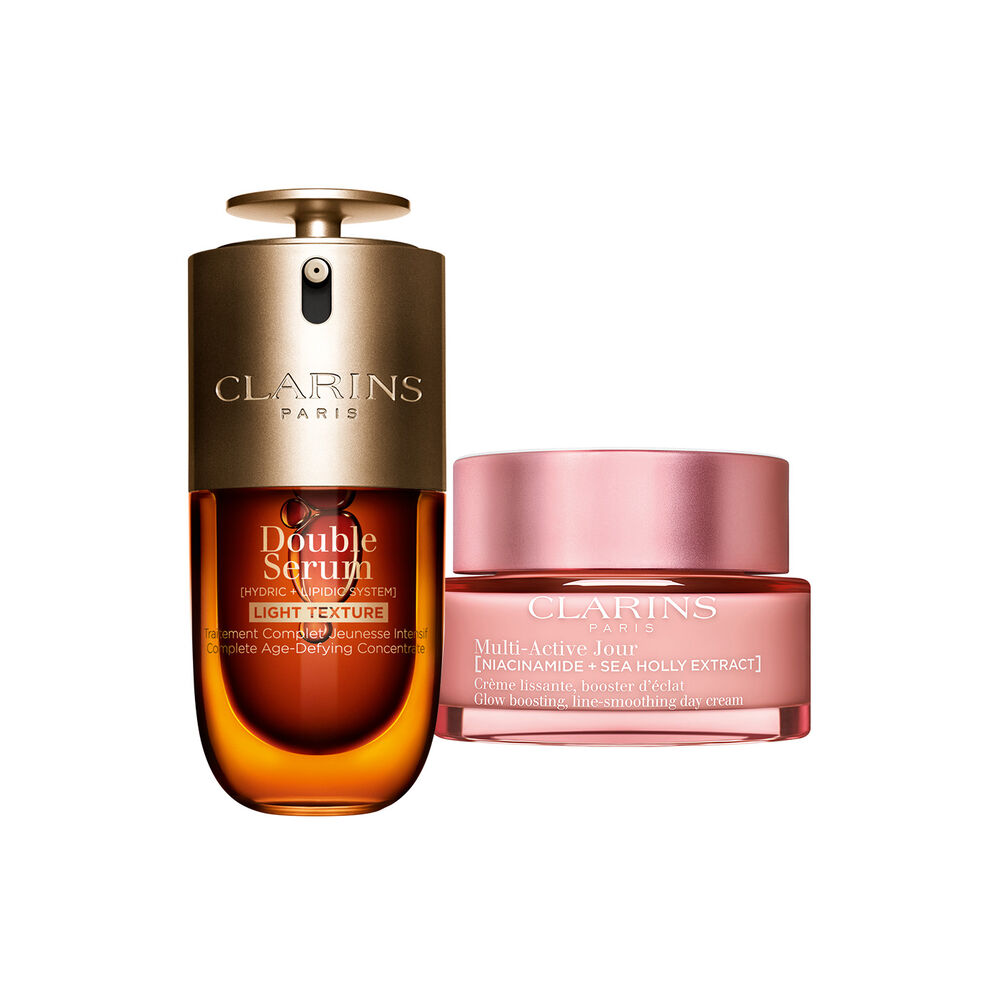 CLARINS
PARIS
Double
Serum
[HYDRIC + LIPIDIC SYSTEM]
LIGHT TEXTURE
Traitement Complet Jeunesse Intensif
Complete Age-Defying Concentrate
CLARINS
PARIS
Multi-Active Jour
[NIACINAMIDE + SEA HOLLY EXTRACT]
Crème lissante, booster d'éclat
Glow boosting, line-smoothing day cream